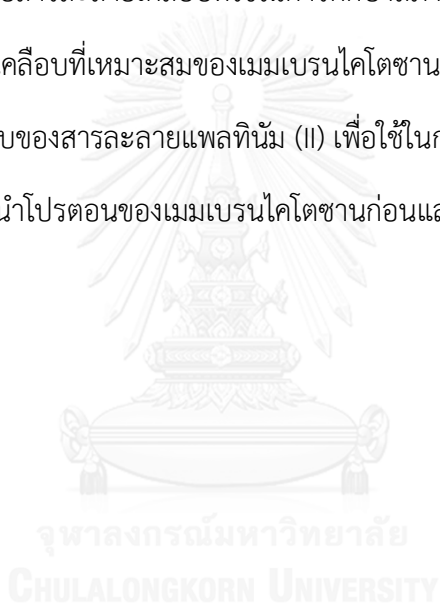 คลือบที่เหมาะสมของเมมเบรนไคโตซาน
บของสารละลายแพลทินัม (II) เพื่อใช้ในก
นำโปรตอนของเมมเบรนไคโตซานก่อนแล
จุฬาลงกรณ์มหาวิทยาลัย
CHULALONGKORN UNIVERSITY